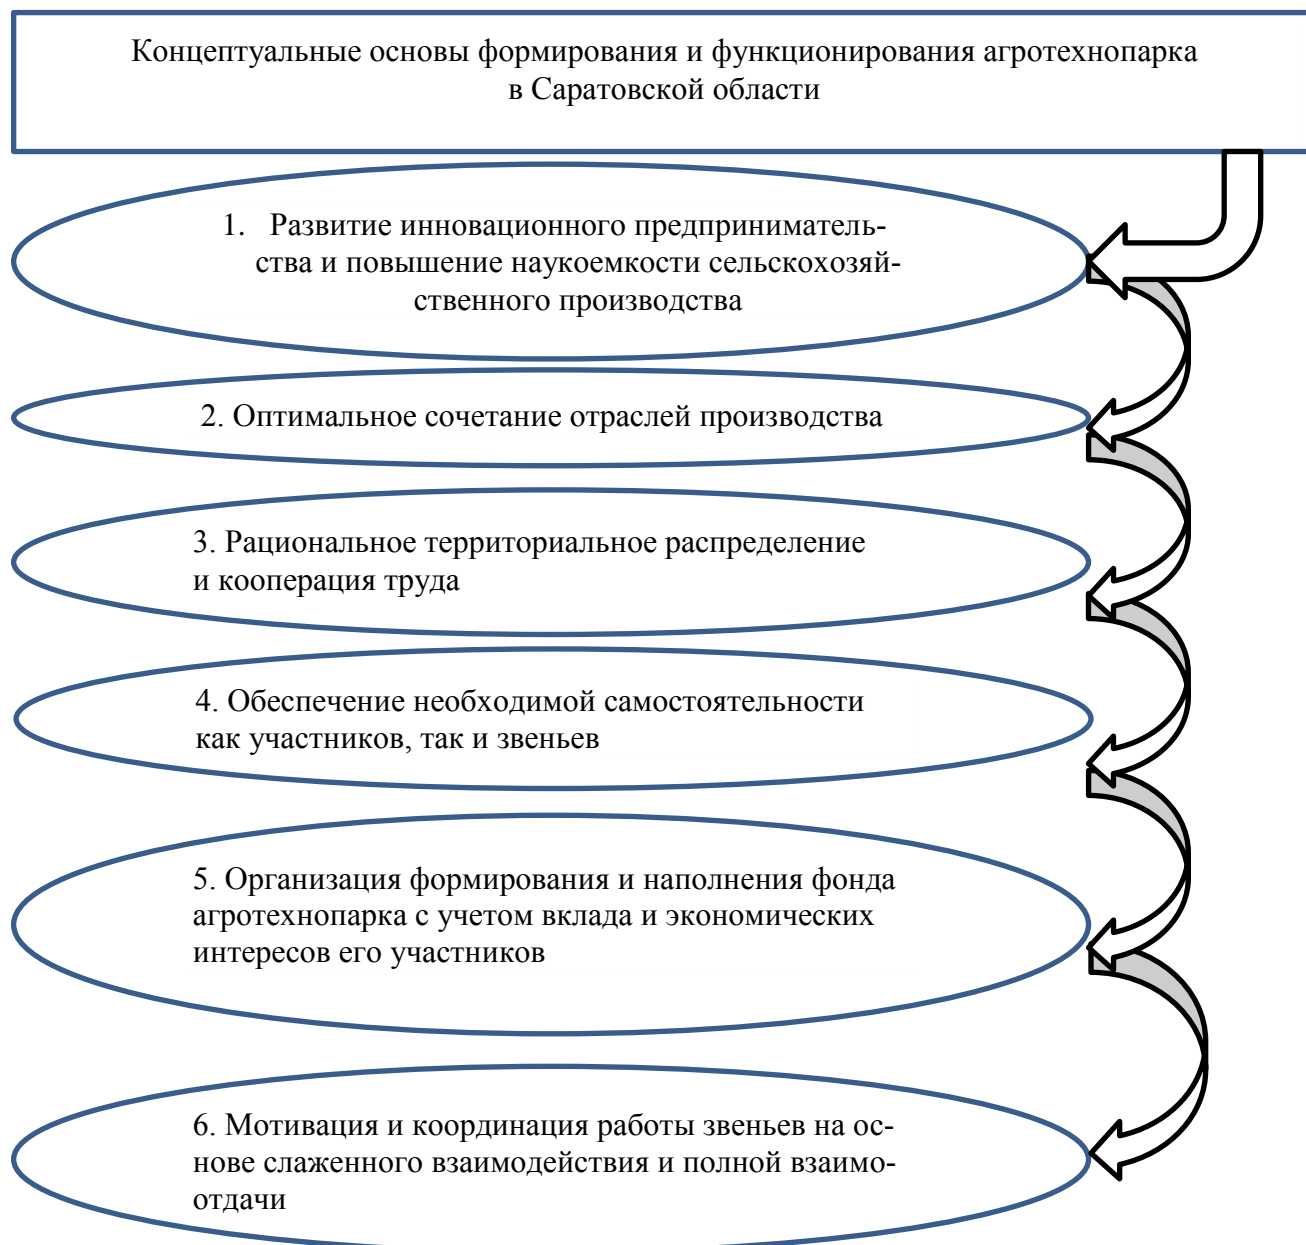 Концептуальные основы формирования и функционирования агротехнопарка
в Саратовской области
1. Развитие инновационного предприниматель-
ства и повышение наукоемкости сельскохозяй-
ственного производства
2. Оптимальное сочетание отраслей производства
3. Рациональное территориальное распределение
и кооперация труда
4. Обеспечение необходимой самостоятельности
как участников, так и звеньев
5. Организация формирования и наполнения фонда
агротехнопарка с учетом вклада и экономических
интересов его участников
6. Мотивация и координация работы звеньев на ос-
нове слаженного взаимодействия и полной взаимо-
отдачи